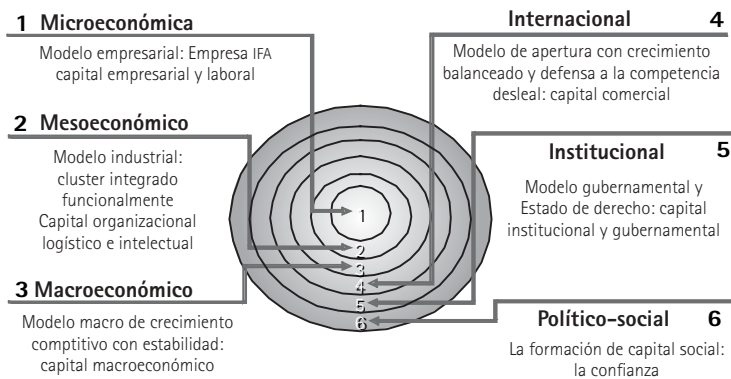 1 Microeconómica
Modelo empresarial: Empresa IFA
capital empresarial y laboral
2 Mesoeconómico
Modelo industrial:
cluster integrado
funcionalmente
Capital organizacional
logístico e intelectual
3 Macroeconómico
Modelo macro de crecimiento
comptitivo con estabilidad:
capital macroeconómico
1
2
3
4
5
6
Internacional 4
Modelo de apertura con crecimiento
balanceado y defensa a la competencia
desleal: capital comercial
Institucional 5
Modelo gubernamental y
Estado de derecho: capital
institucional y gubernamental
Político-social 6
La formación de capital social:
la confianza